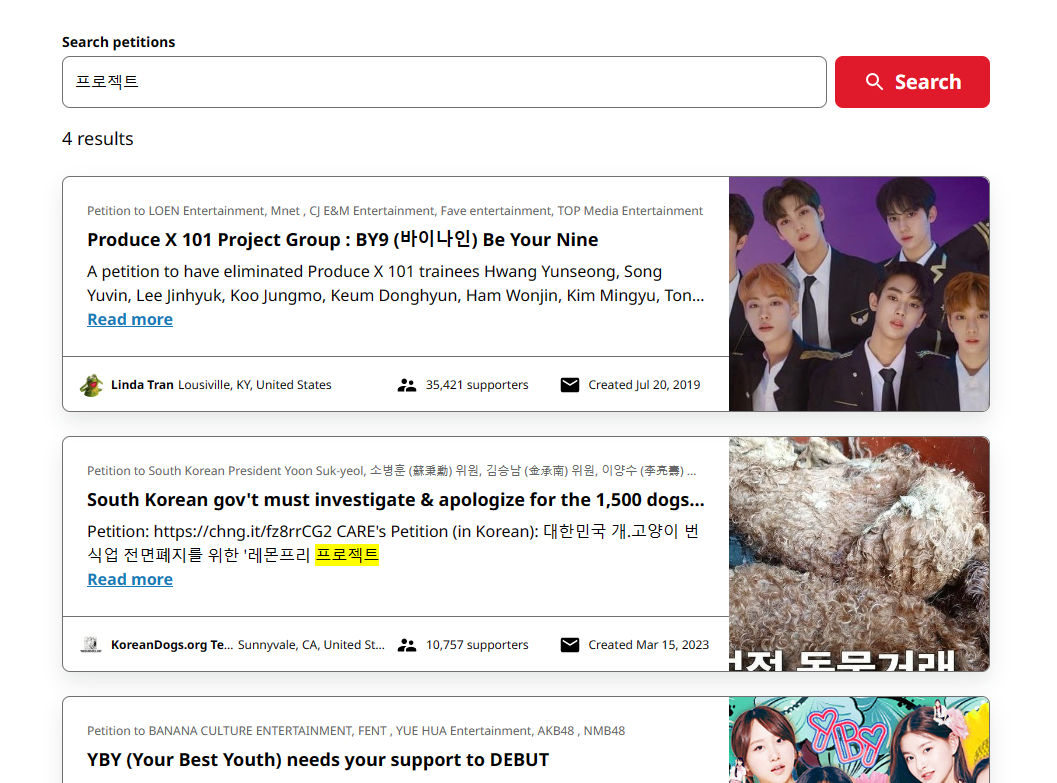 Search petitions
프로젝트
Search
4 results
Petition to LOEN Entertainment, Mnet , CJ E&M Entertainment, Fave entertainment, TOP Media Entertainment
Produce X 101 Project Group : BY9 (바이나인) Be Your Nine
A petition to have eliminated Produce X 101 trainees Hwang Yunseong, Song
Yuvin, Lee Jinhyuk, Koo Jungmo, Keum Donghyun, Ham Wonjin, Kim Mingyu, Ton...
Read more
Linda Tran Lousiville, KY, United States
35,421 supporters
Created Jul 20, 2019
Petition to South Korean President Yoon Suk-yeol, 소병훈 (蘇秉勳) 위원, 김승남 (金承南) 위원, 이양수 (李亮壽) ...
South Korean gov't must investigate & apologize for the 1,500 dogs...
Petition: https://chng.it/fz8rrCG2 CARE's Petition (in Korean): 대한민국 개.고양이 번
식업 전면폐지를 위한 '레몬프리 프로젝트
Read more
KoreanDogs.org Te... Sunnyvale, CA, United St...
10,757 supporters
Created Mar 15, 2023
동물거래
Petition to BANANA CULTURE ENTERTAINMENT, FENT , YUE HUA Entertainment, AKB48 , NMB48
YBY (Your Best Youth) needs your support to DEBUT
YBY